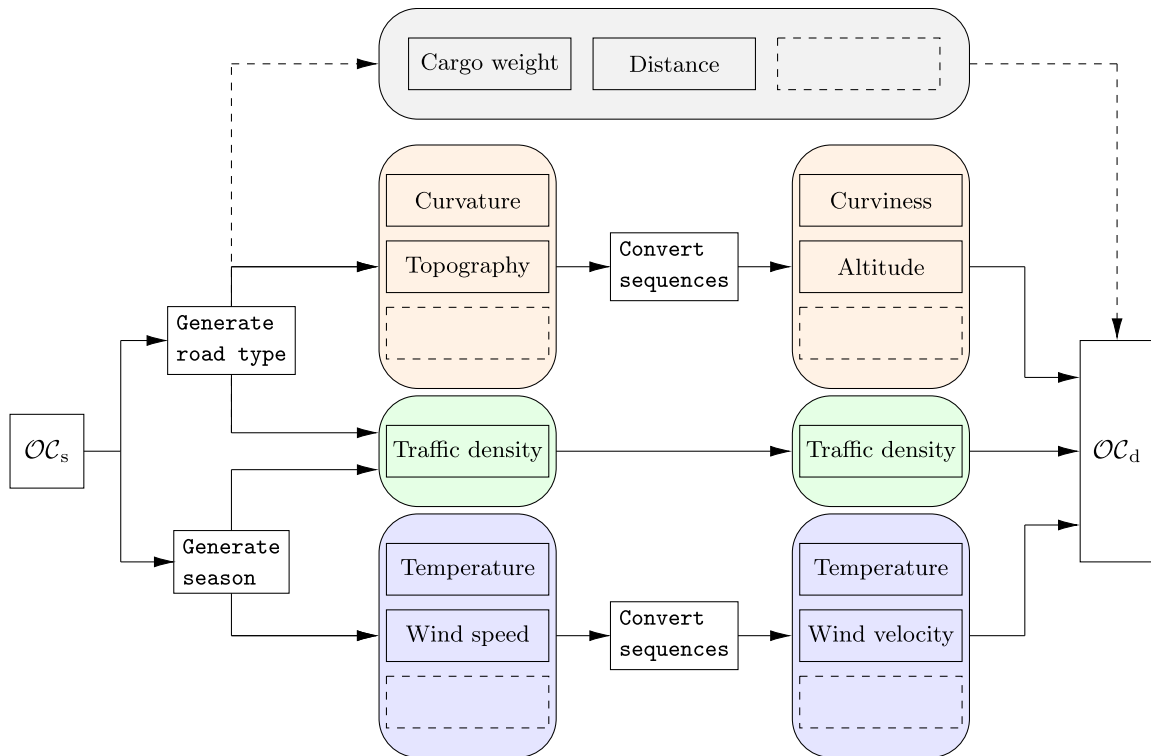 Cargo weight
Distance
Curvature
Curviness
Topography
Convert
sequences
Altitude
Generate
road type
𝒪𝒞s
Traffic density
Traffic density
𝒪𝒞d
Generate
season
Temperature
Temperature
Wind speed
Convert
sequences
Wind velocity